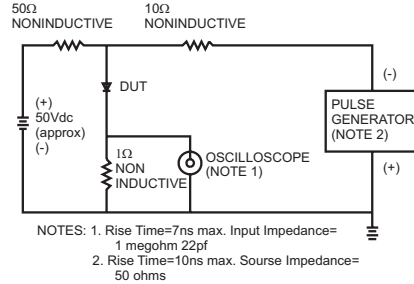 50Ω
NONINDUCTIVE
10Ω
NONINDUCTIVE
(+)
50Vdc
(approx)
(-)
DUT
1Ω
NON
INDUCTIVE
OSCILLOSCOPE
(NOTE 1)
(-)
PULSE
GENERATOR
(NOTE 2)
(+)
NOTES: 1. Rise Time=7ns max. Input Impedance=
1 megohm 22pf
2. Rise Time=10ns max. Sourse Impedance=
50 ohms